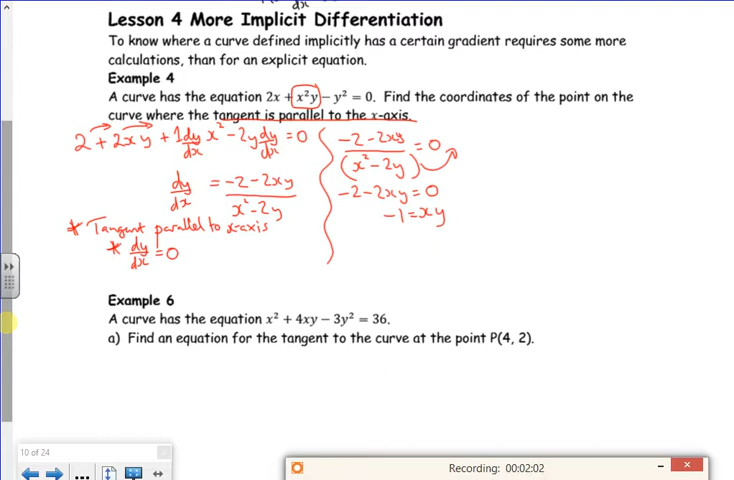 dx
Lesson 4 More Implicit Differentiation
To know where a curve defined implicitly has a certain gradient requires some more
calculations, than for an explicit equation.
Example 4
A curve has the equation 2x + x²y − y² = 0. Find the coordinates of the point on the
curve where the tangent is parallel to the x-axis.
2 + 2xy + 1 dy/dx x² − 2y dy/dx = 0
dy/dx = −2 − 2xy / x² − 2y
* Tangent parallel to x-axis
* dy/dx = 0
−2 − 2xy / (x² − 2y) = 0
−2 − 2xy = 0
−1 = xy
Example 6
A curve has the equation x² + 4xy − 3y² = 36.
a) Find an equation for the tangent to the curve at the point P(4, 2).
10 of 24
Recording: 00:02:02